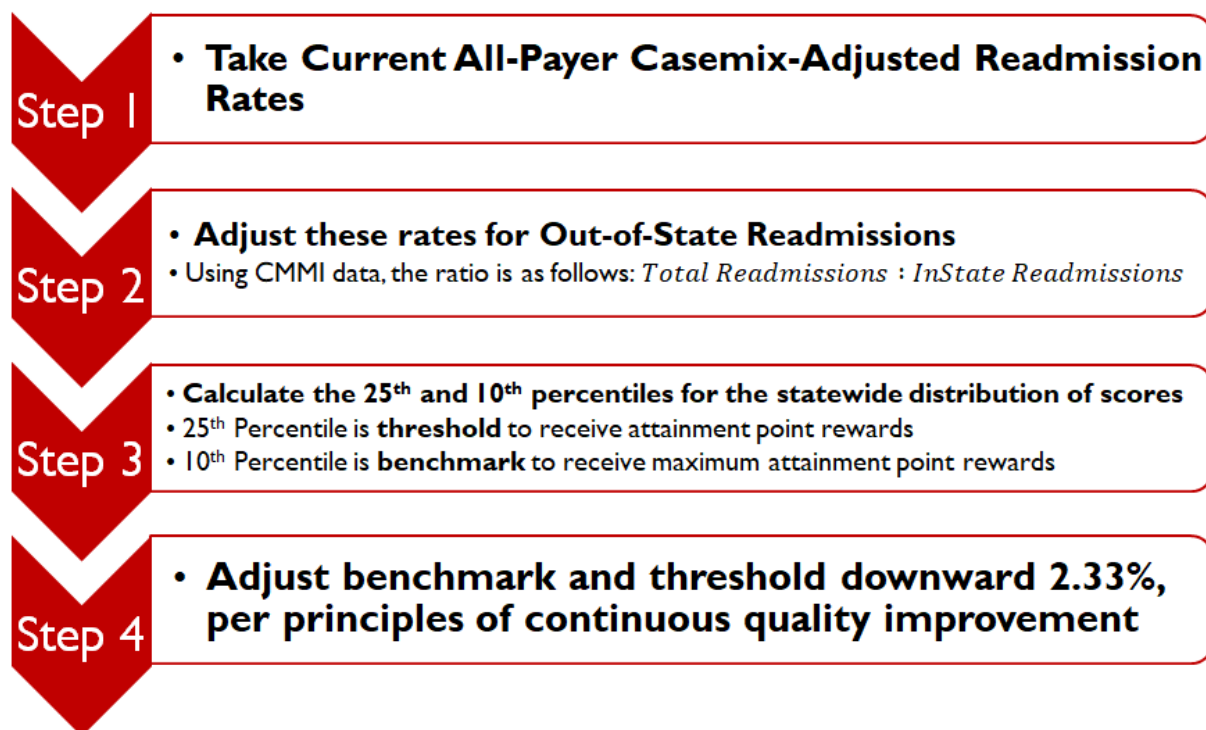 Step 1
• Take Current All-Payer Casemix-Adjusted Readmission
Rates
Step 2
• Adjust these rates for Out-of-State Readmissions
• Using CMMI data, the ratio is as follows: Total Readmissions : InState Readmissions
Step 3
• Calculate the 25th and 10th percentiles for the statewide distribution of scores
• 25th Percentile is threshold to receive attainment point rewards
• 10th Percentile is benchmark to receive maximum attainment point rewards
Step 4
• Adjust benchmark and threshold downward 2.33%,
per principles of continuous quality improvement